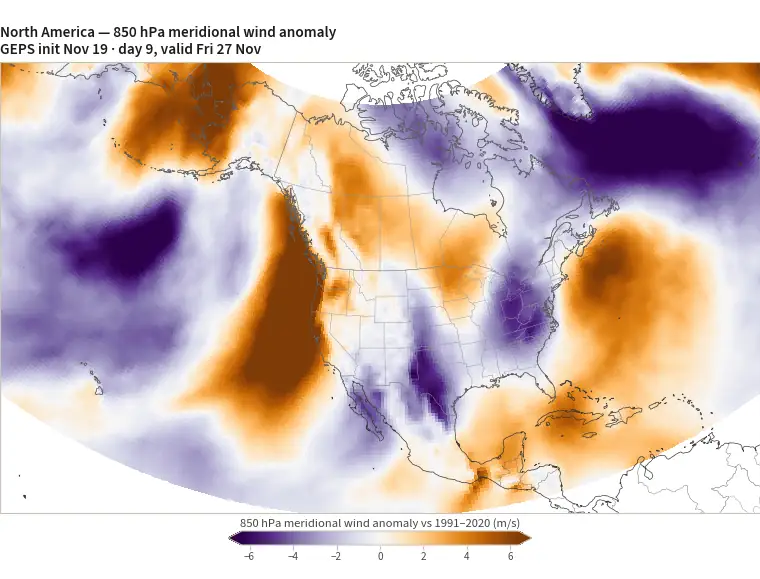 North America — 850 hPa meridional wind anomaly
GEPS init Nov 19 · day 9, valid Fri 27 Nov
850 hPa meridional wind anomaly vs 1991–2020 (m/s)
−6 −4 −2 0 2 4 6